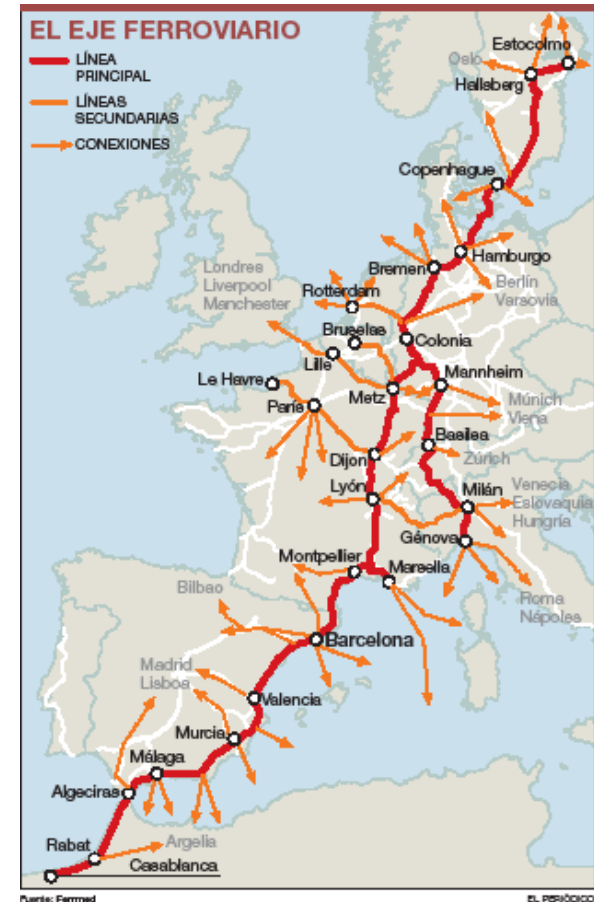 EL EJE FERROVIARIO
LÍNEA
PRINCIPAL
LÍNEAS
SECUNDARIAS
CONEXIONES
Estocolmo
Oslo
Hallsberg
Copenhague
Hamburgo
Bremen
Londres
Liverpool
Manchester
Berlín
Varsovia
Rotterdam
Bruselas
Colonia
Lille
Le Havre
Metz
Mannheim
París
Múnich
Viena
Basilea
Dijon
Zúrich
Lyón
Milán
Venecia
Eslovaquia
Hungría
Génova
Montpellier
Marsella
Bilbao
Roma
Nápoles
Barcelona
Madrid
Lisboa
Valencia
Murcia
Málaga
Algeciras
Rabat
Argelia
Casablanca
Fuente: Ferrmed
EL PERIÓDICO